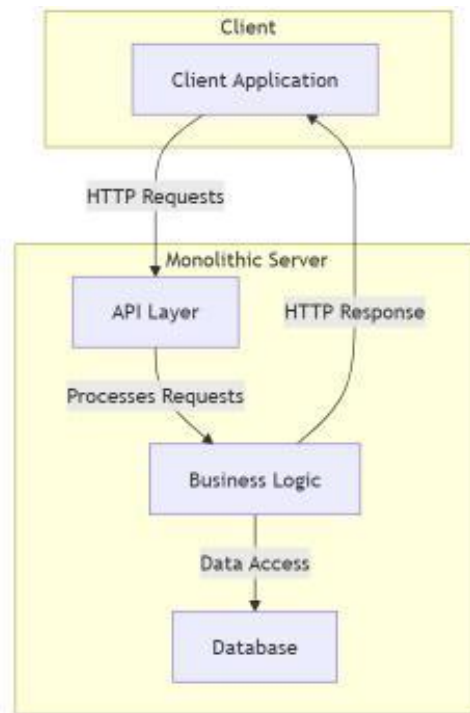 Client
Client Application
HTTP Requests
Monolithic Server
API Layer
HTTP Response
Processes Requests
Business Logic
Data Access
Database